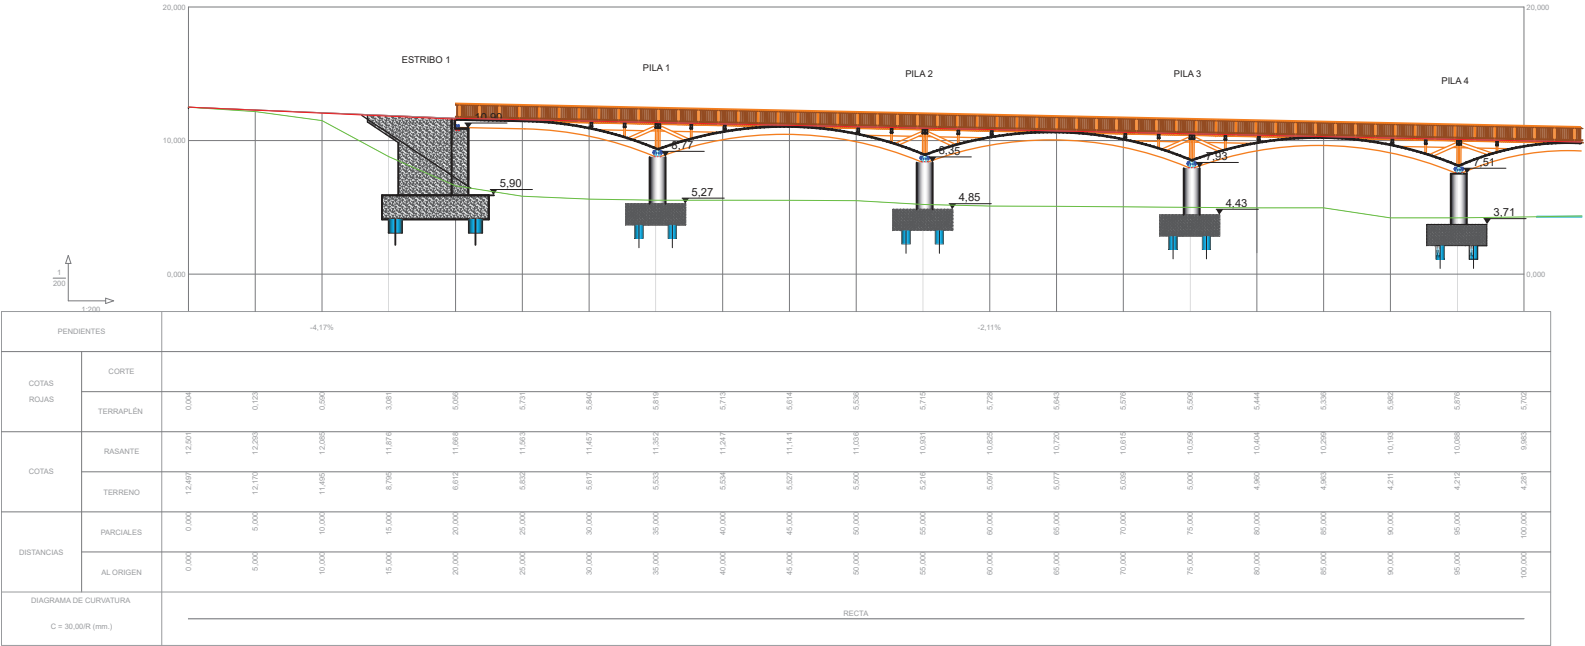 20,000
20,000
ESTRIBO 1
PILA 1
PILA 2
PILA 3
PILA 4
10,90
10,000
10,000
8,77
8,35
7,93
7,51
5,90
5,27
4,85
4,43
3,71
0,000
0,000
1
200
1:200
PENDIENTES
-4,17%
-2,11%
COTAS
ROJAS
CORTE
TERRAPLÉN
0,004 0,123 0,590 3,081 5,056 5,731 5,840 5,819 5,713 5,614 5,536 5,715 5,728 5,643 5,576 5,509 5,444 5,336 5,982 5,876 5,702
COTAS
RASANTE
12,501 12,293 12,085 11,876 11,668 11,563 11,457 11,352 11,247 11,141 11,036 10,931 10,825 10,720 10,615 10,509 10,404 10,299 10,193 10,088 9,983
TERRENO
12,497 12,170 11,495 8,795 6,612 5,832 5,617 5,533 5,534 5,527 5,500 5,216 5,097 5,077 5,039 5,000 4,960 4,963 4,211 4,212 4,281
DISTANCIAS
PARCIALES
0,000 5,000 10,000 15,000 20,000 25,000 30,000 35,000 40,000 45,000 50,000 55,000 60,000 65,000 70,000 75,000 80,000 85,000 90,000 95,000 100,000
AL ORIGEN
0,000 5,000 10,000 15,000 20,000 25,000 30,000 35,000 40,000 45,000 50,000 55,000 60,000 65,000 70,000 75,000 80,000 85,000 90,000 95,000 100,000
DIAGRAMA DE CURVATURA
C = 30,00/R (mm.)
RECTA